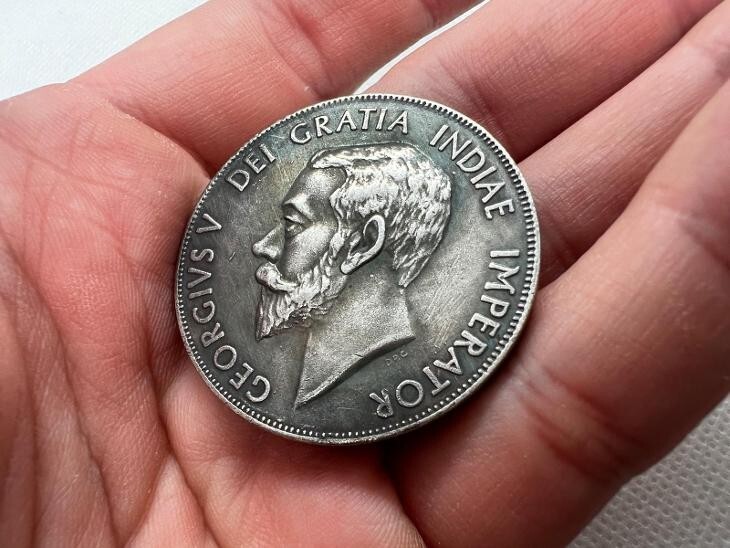 GEORGIVS V DEI GRATIA INDIAE IMPERATOR